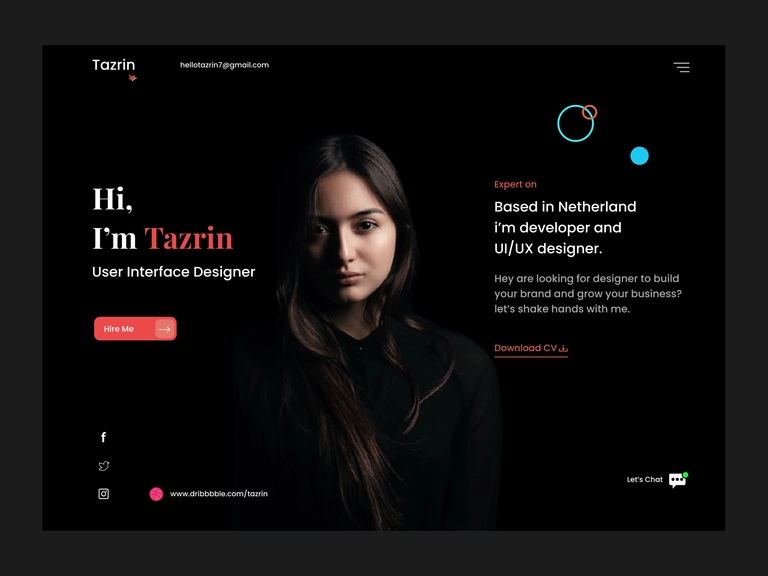 Tazrin
hellotazrin7@gmail.com
Hi,
I'm Tazrin
User Interface Designer
Hire Me
Expert on
Based in Netherland
i'm developer and
UI/UX designer.
Hey are looking for designer to build
your brand and grow your business?
let's shake hands with me.
Download CV
www.dribbbble.com/tazrin
Let's Chat